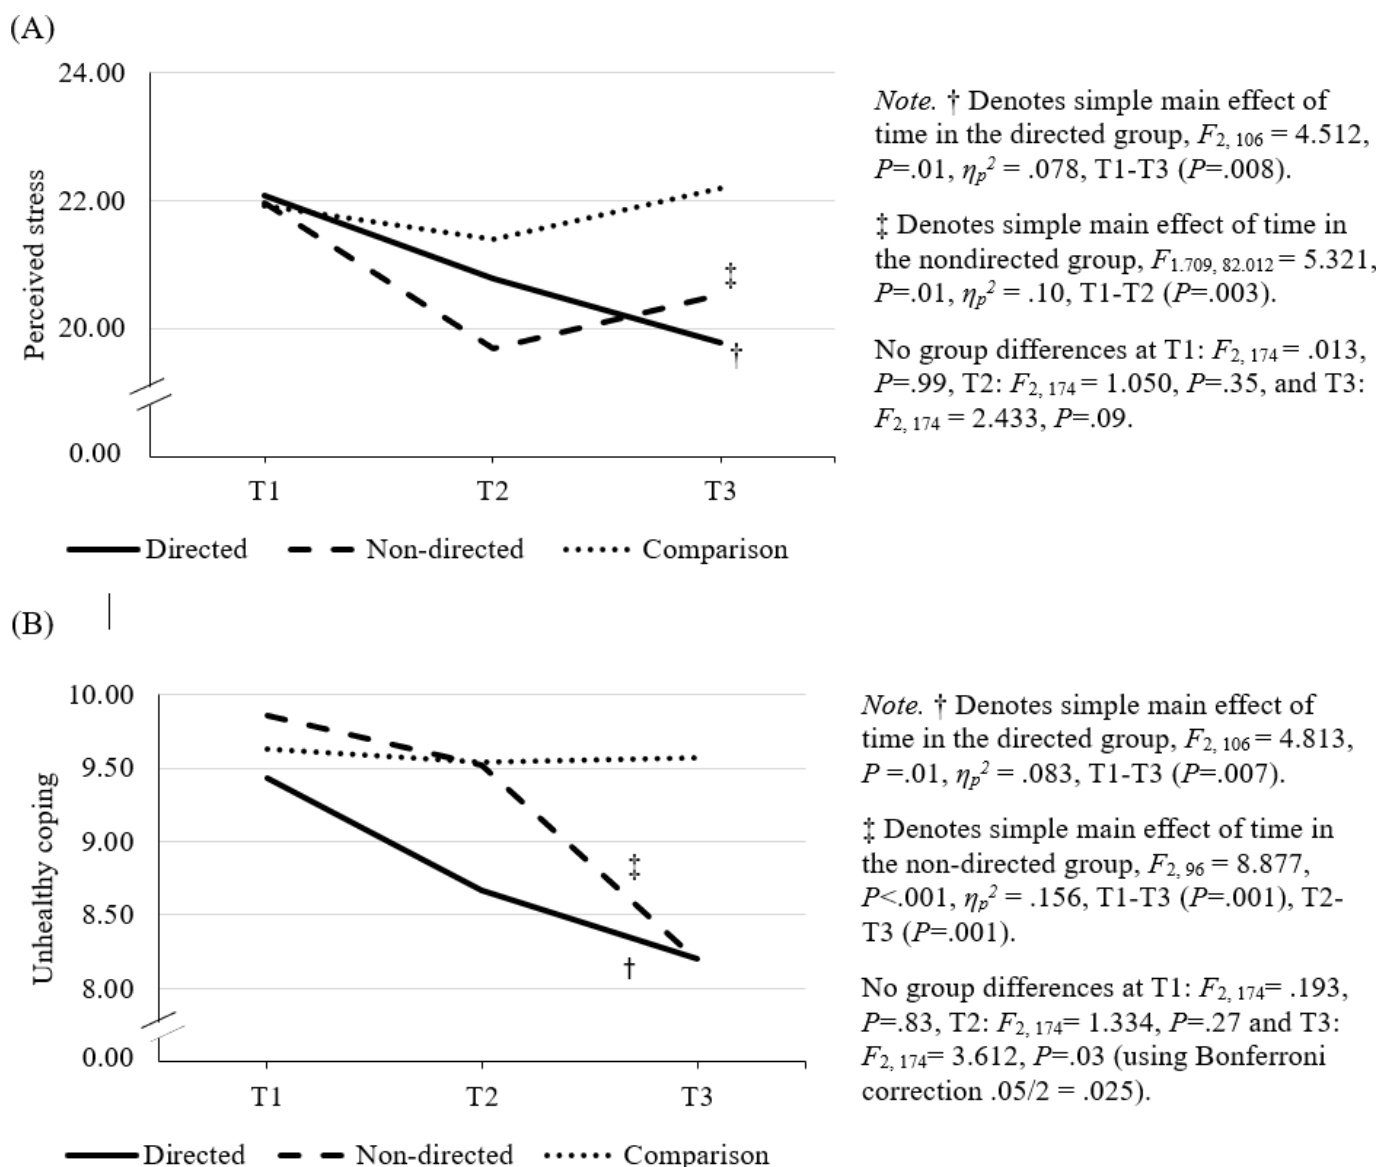 (A)
24.00
22.00
20.00
0.00
Perceived stress
‡
†
T1 T2 T3
Directed Non-directed Comparison
Note. † Denotes simple main effect of
time in the directed group, F2, 106 = 4.512,
P=.01, ηp2 = .078, T1-T3 (P=.008).
‡ Denotes simple main effect of time in
the nondirected group, F1.709, 82.012 = 5.321,
P=.01, ηp2 = .10, T1-T2 (P=.003).
No group differences at T1: F2, 174 = .013,
P=.99, T2: F2, 174 = 1.050, P=.35, and T3:
F2, 174 = 2.433, P=.09.
(B)
10.00
9.50
9.00
8.50
8.00
0.00
Unhealthy coping
‡
†
T1 T2 T3
Directed Non-directed Comparison
Note. † Denotes simple main effect of
time in the directed group, F2, 106 = 4.813,
P =.01, ηp2 = .083, T1-T3 (P=.007).
‡ Denotes simple main effect of time in
the non-directed group, F2, 96 = 8.877,
P<.001, ηp2 = .156, T1-T3 (P=.001), T2-
T3 (P=.001).
No group differences at T1: F2, 174= .193,
P=.83, T2: F2, 174= 1.334, P=.27 and T3:
F2, 174= 3.612, P=.03 (using Bonferroni
correction .05/2 = .025).